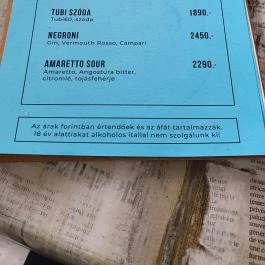 TUBI SZÓDA 1890.-
Tubi60, szóda
NEGRONI 2450.-
Gin, Vermouth Rosso, Campari
AMARETTO SOUR 2290.-
Amaretto, Angostura bitter,
citromlé, tojásfehérje
Az árak forintban értendőek és az áfát tartalmazzák.
18 év alattiakat alkoholos itallal nem szolgálunk ki!